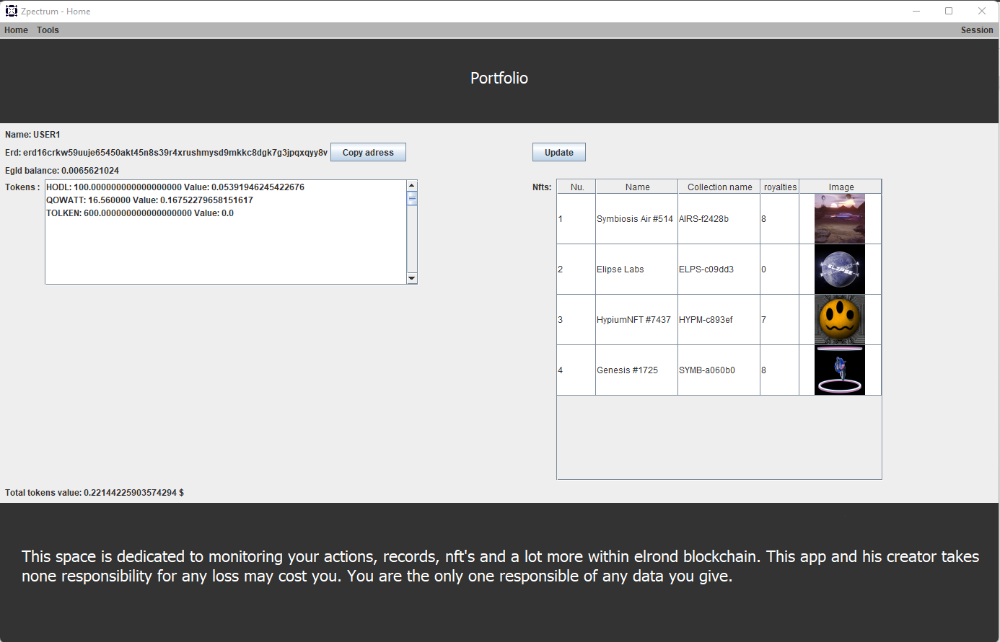 Zpectrum - Home
Home Tools Session
Portfolio
Name: USER1
Erd: erd16crkw59uuje65450akt45n8s39r4xrushmysd9mkkc8dgk7g3jpqxqyy8v Copy adress Update
Egld balance: 0.0065621024
Tokens : HODL: 100.000000000000000000 Value: 0.05391946245422676
QOWATT: 16.560000 Value: 0.16752279658151617
TOLKEN: 600.000000000000000000 Value: 0.0
Nfts: Nu. Name Collection name royalties Image
1 Symbiosis Air #514 AIRS-f2428b 8
2 Elipse Labs ELPS-c09dd3 0
ELIPSE
3 HypiumNFT #7437 HYPM-c893ef 7
4 Genesis #1725 SYMB-a060b0 8
Total tokens value: 0.22144225903574294 $
This space is dedicated to monitoring your actions, records, nft's and a lot more within elrond blockchain. This app and his creator takes
none responsibility for any loss may cost you. You are the only one responsible of any data you give.